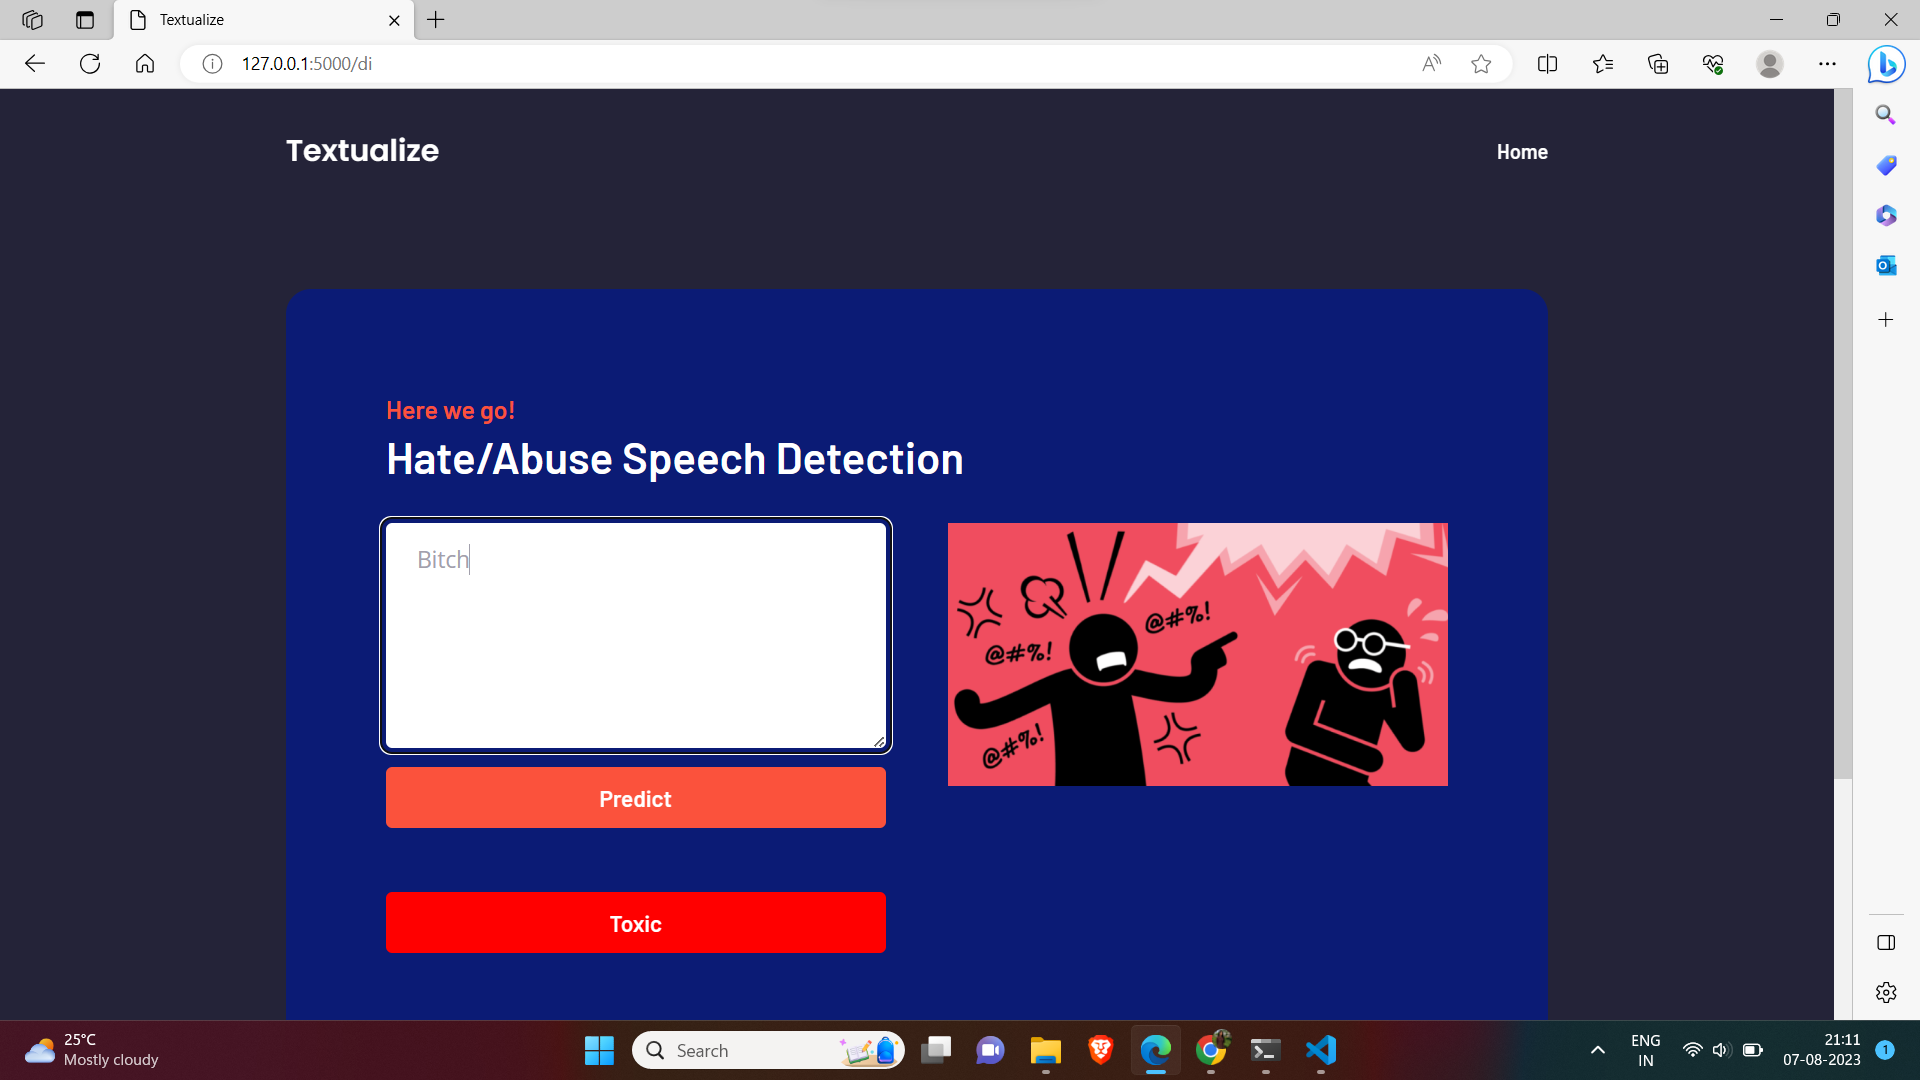 Textualize
127.0.0.1:5000/di
Textualize
Home
Here we go!
Hate/Abuse Speech Detection
Bitch
@#%!
@#%!
@#%!
Predict
Toxic
25°C
Mostly cloudy
Search
ENG
IN
21:11
07-08-2023
1